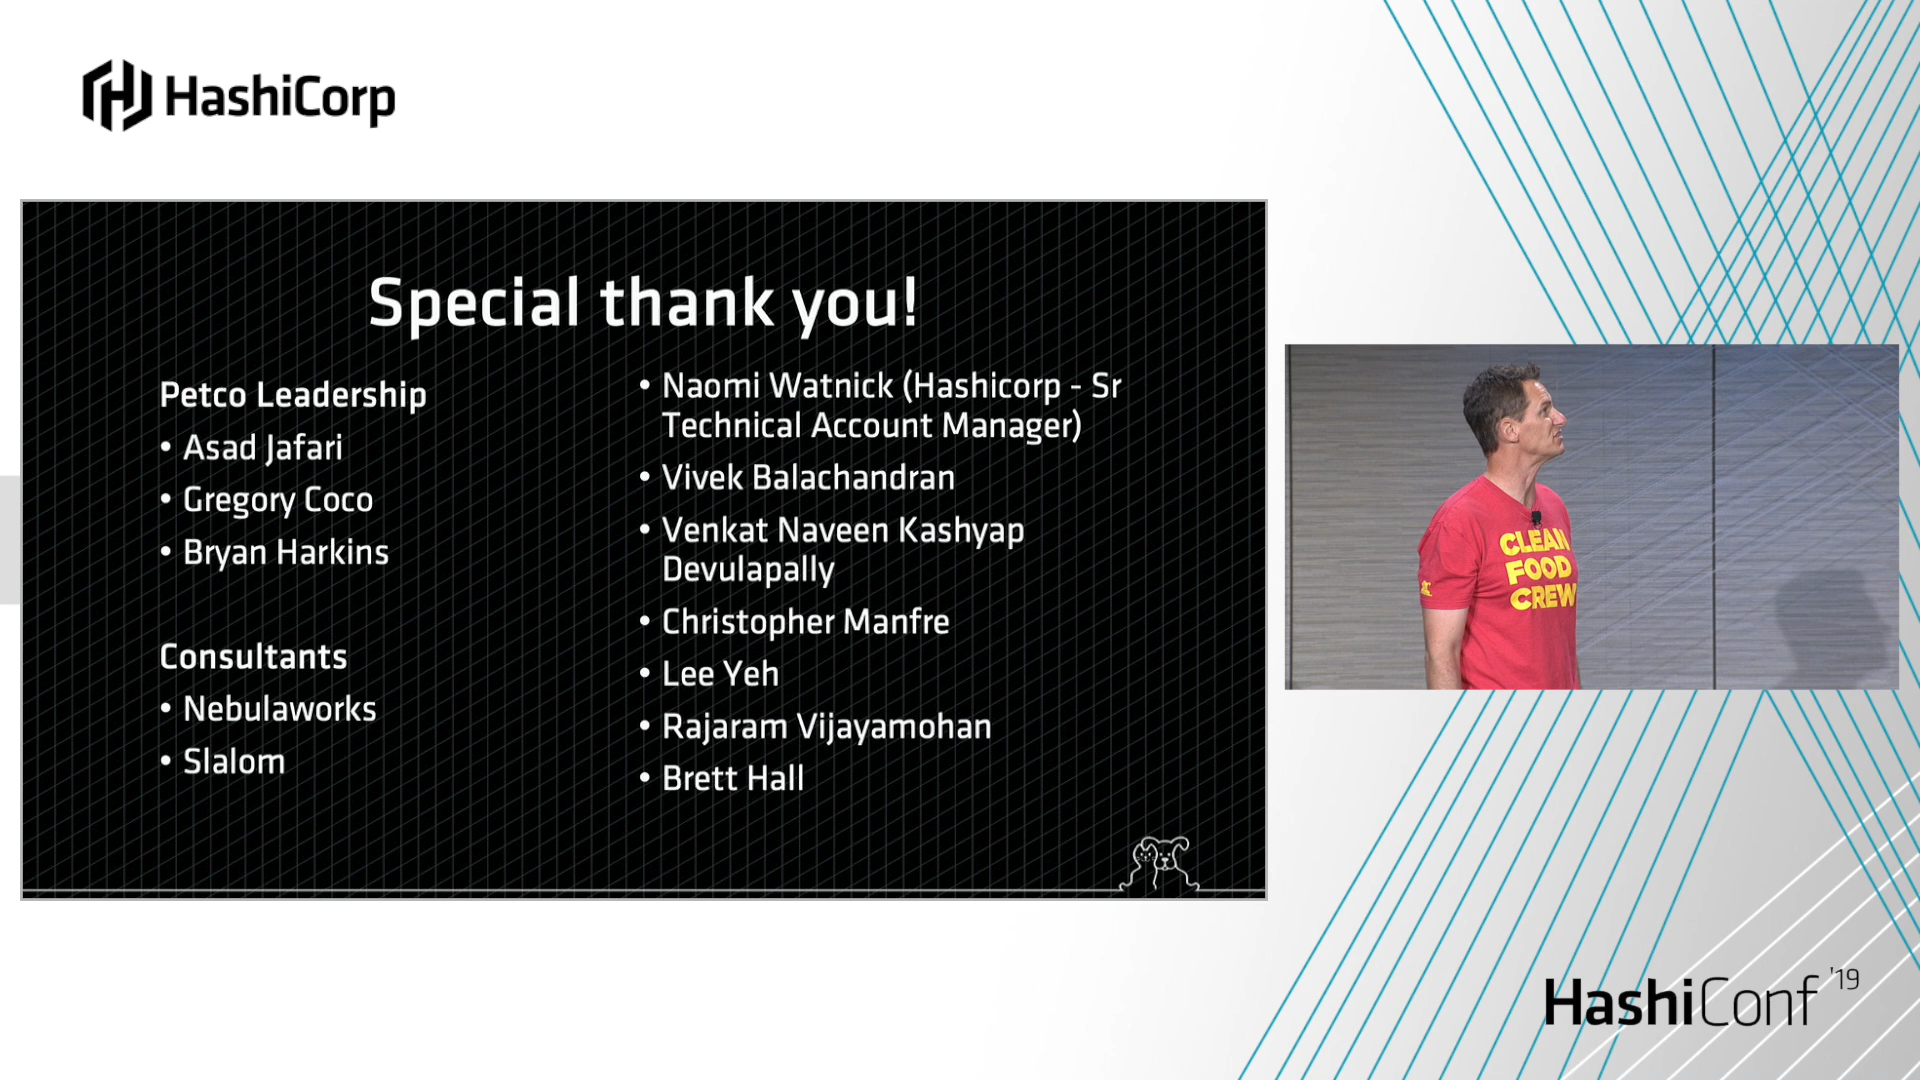 HashiCorp
Special thank you!
Petco Leadership
• Asad Jafari
• Gregory Coco
• Bryan Harkins
Consultants
• Nebulaworks
• Slalom
• Naomi Watnick (Hashicorp - Sr
Technical Account Manager)
• Vivek Balachandran
• Venkat Naveen Kashyap
Devulapally
• Christopher Manfre
• Lee Yeh
• Rajaram Vijayamohan
• Brett Hall
CLEAN
FOOD
CREW
HashiConf '19